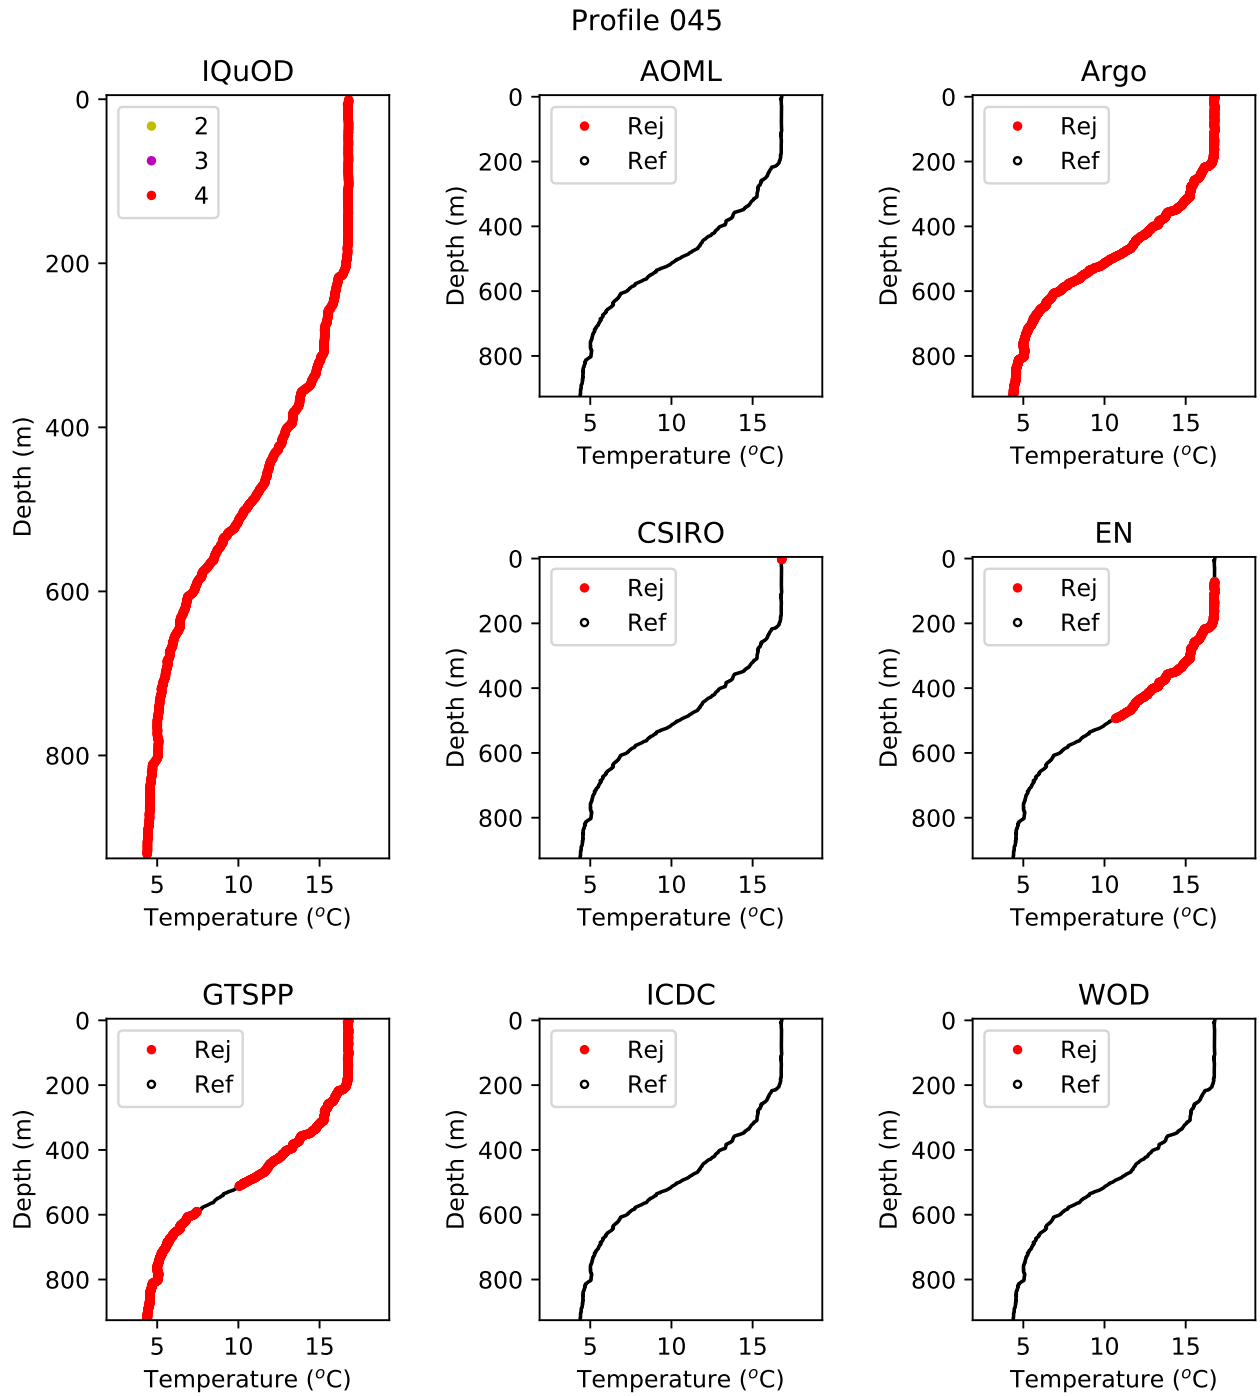 Profile 045
IQuOD
0
200
400
600
800
Depth (m)
2
3
4
5 10 15
Temperature (°C)
AOML
0
200
400
600
800
Depth (m)
Rej
Ref
5 10 15
Temperature (°C)
Argo
0
200
400
600
800
Depth (m)
Rej
Ref
5 10 15
Temperature (°C)
CSIRO
0
200
400
600
800
Depth (m)
Rej
Ref
5 10 15
Temperature (°C)
EN
0
200
400
600
800
Depth (m)
Rej
Ref
5 10 15
Temperature (°C)
GTSPP
0
200
400
600
800
Depth (m)
Rej
Ref
5 10 15
Temperature (°C)
ICDC
0
200
400
600
800
Depth (m)
Rej
Ref
5 10 15
Temperature (°C)
WOD
0
200
400
600
800
Depth (m)
Rej
Ref
5 10 15
Temperature (°C)